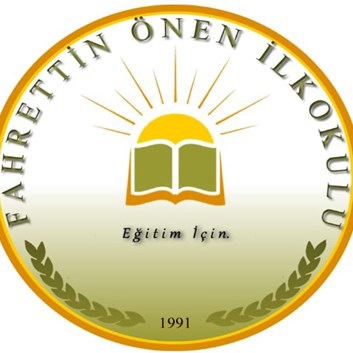 FAHRETTİN ÖNEN İLKOKULU
Eğitim İçin.
1991